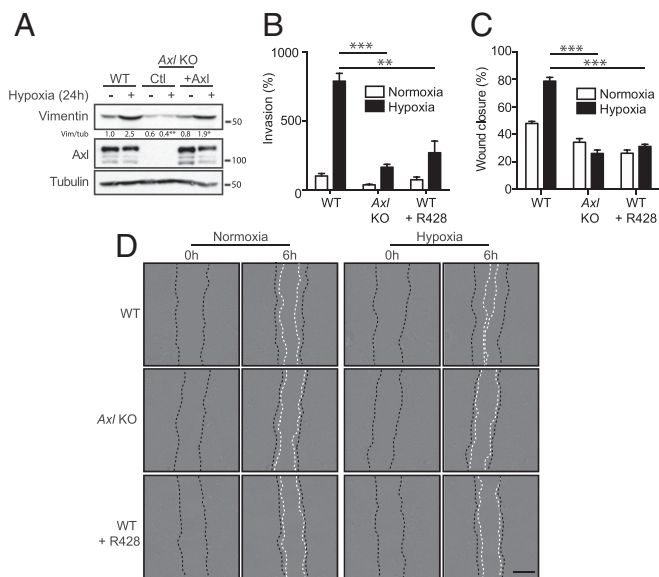 A
Axl KO
WT Ctl +Axl
Hypoxia (24h) - + - + - +
Vimentin
50
Vim/tub 1.0 2.5 0.6 0.4** 0.8 1.9*
Axl
100
Tubulin
50
B
Invasion (%)
1000
500
0
***
**
Normoxia
Hypoxia
WT
Axl KO
WT + R428
C
Wound closure (%)
100
80
60
40
20
0
***
***
Normoxia
Hypoxia
WT
Axl KO
WT + R428
D
Normoxia Hypoxia
0h 6h 0h 6h
WT
Axl KO
WT
+ R428